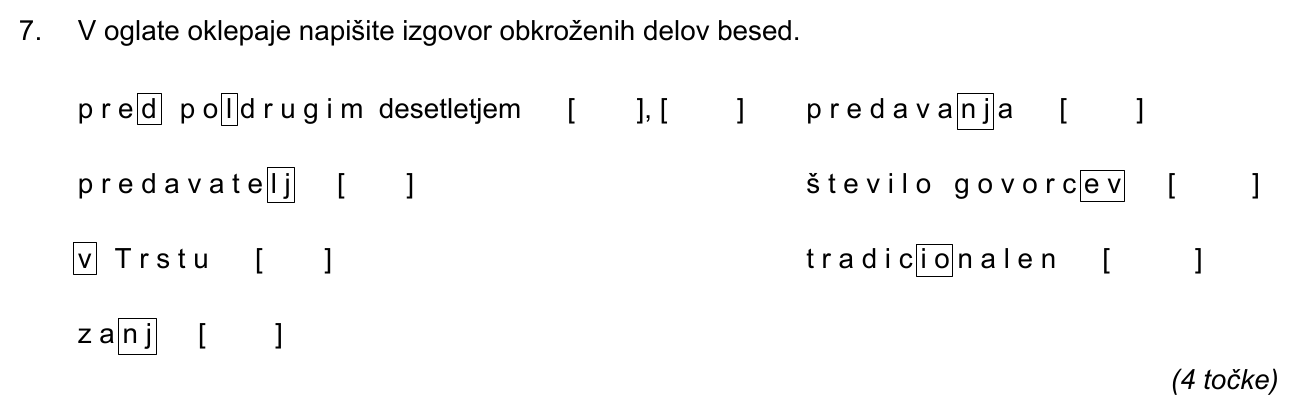 7. V oglate oklepaje napišite izgovor obkroženih delov besed.
pred poldrugim desetletjem [ ], [ ] predavanja [ ]
predavatelj [ ] število govorcev [ ]
v Trstu [ ] tradicionalen [ ]
zanj [ ]
(4 točke)